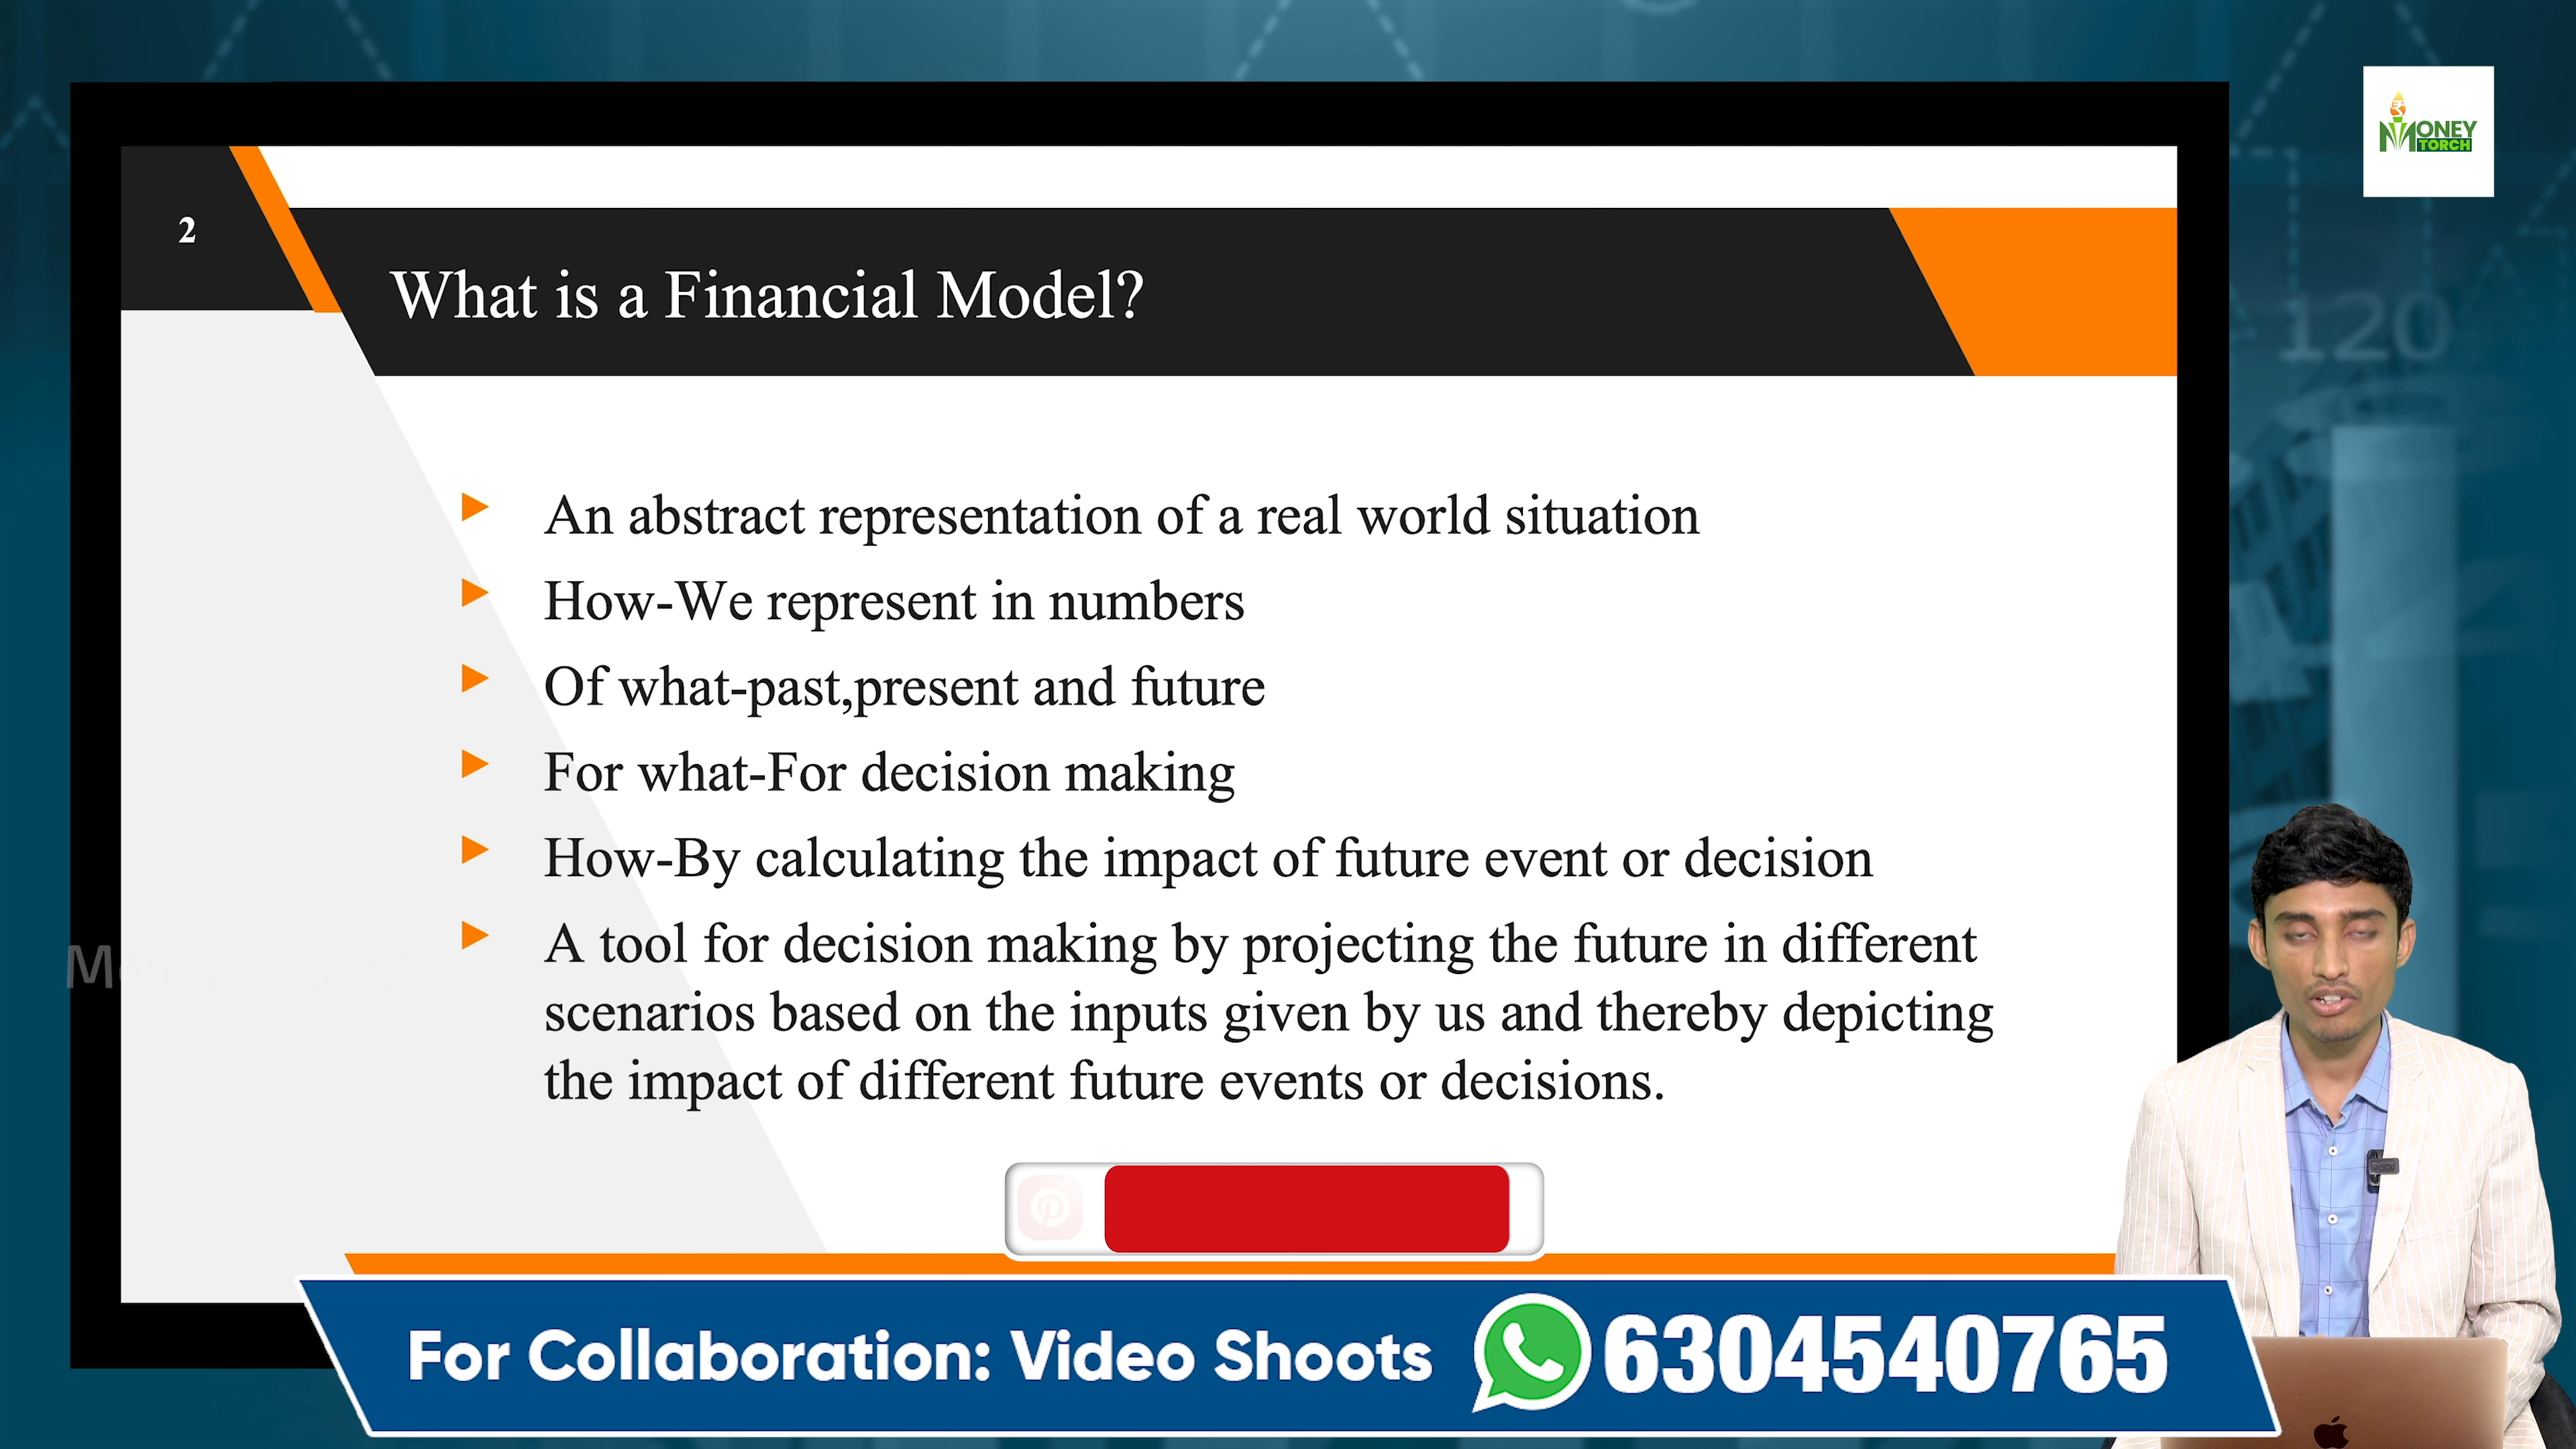 MONEY
TORCH
2
What is a Financial Model?
An abstract representation of a real world situation
How-We represent in numbers
Of what-past,present and future
For what-For decision making
How-By calculating the impact of future event or decision
A tool for decision making by projecting the future in different
scenarios based on the inputs given by us and thereby depicting
the impact of different future events or decisions.
120
Money Torch
For Collaboration: Video Shoots 6304540765